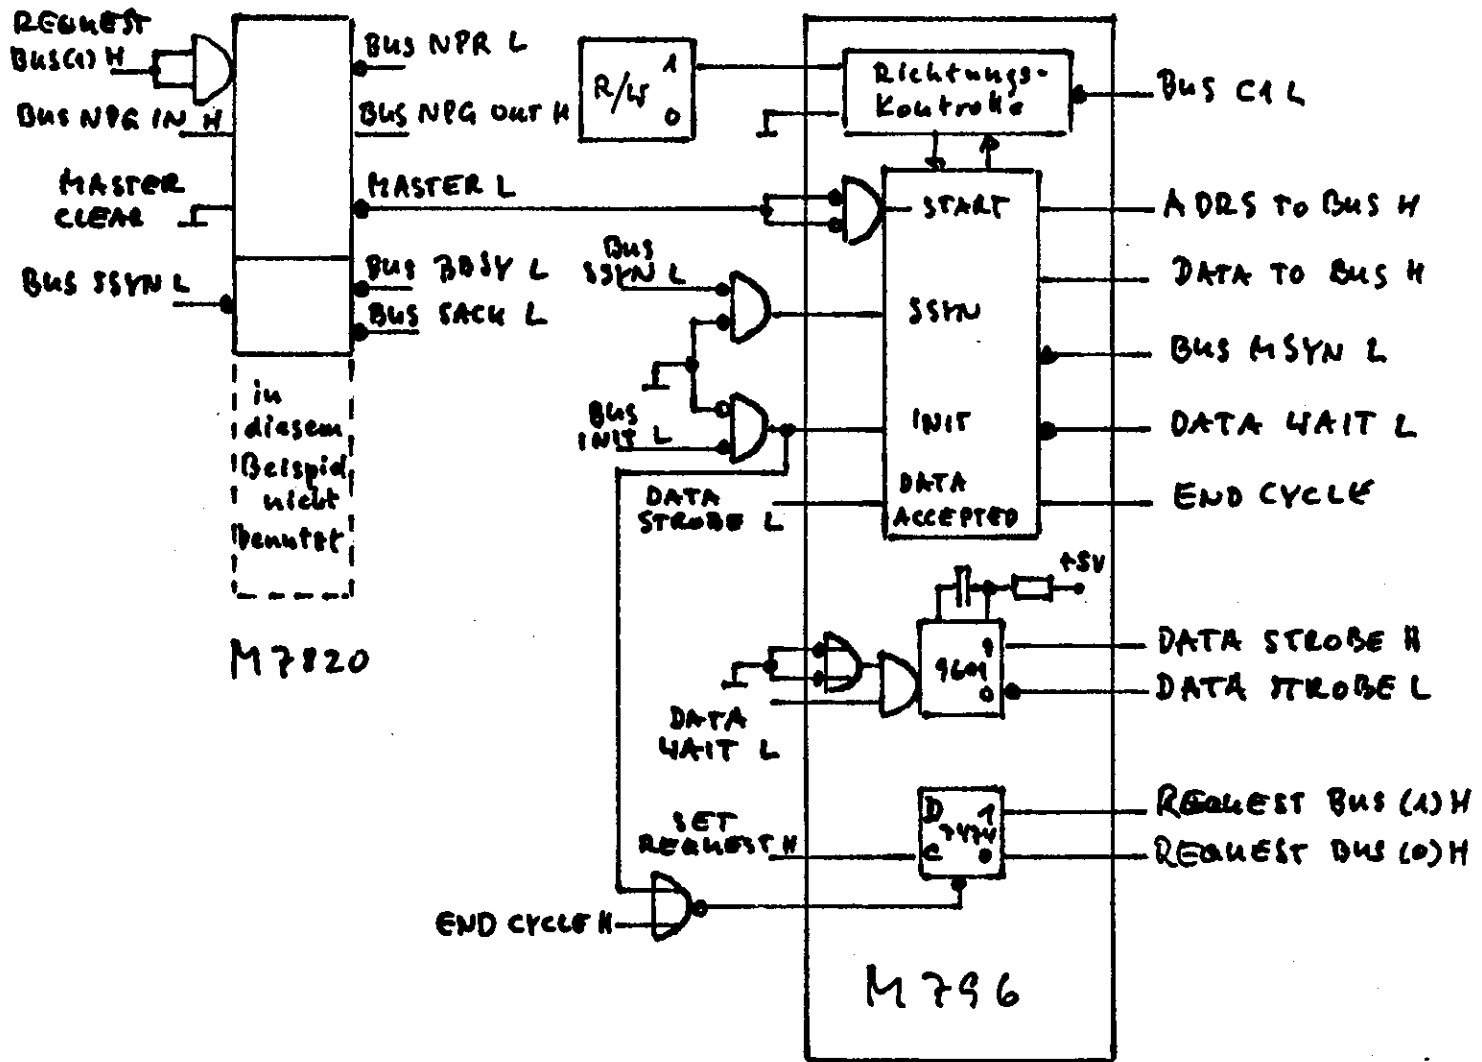 REQUEST
BUS(1) H
BUS NPG IN H
MASTER
CLEAR
BUS SSYN L
BUS NPR L
BUS NPG OUT H
MASTER L
BUS BBSY L
BUS SACK L
in
diesem
Beispiel
nicht
benutzt
M7820
R/W
1
0
Richtungs-
Kontrolle
BUS C1 L
START
ADRS TO BUS H
BUS
SSYN L
SSYN
DATA TO BUS H
BUS MSYN L
BUS
INIT L
INIT
DATA WAIT L
DATA
STROBE L
DATA
ACCEPTED
END CYCLE
+5V
9601
1
0
DATA STROBE H
DATA STROBE L
DATA
WAIT L
SET
REQUEST H
D 1
7474
C 0
REQUEST BUS (1) H
REQUEST BUS (0) H
END CYCLE H
M796